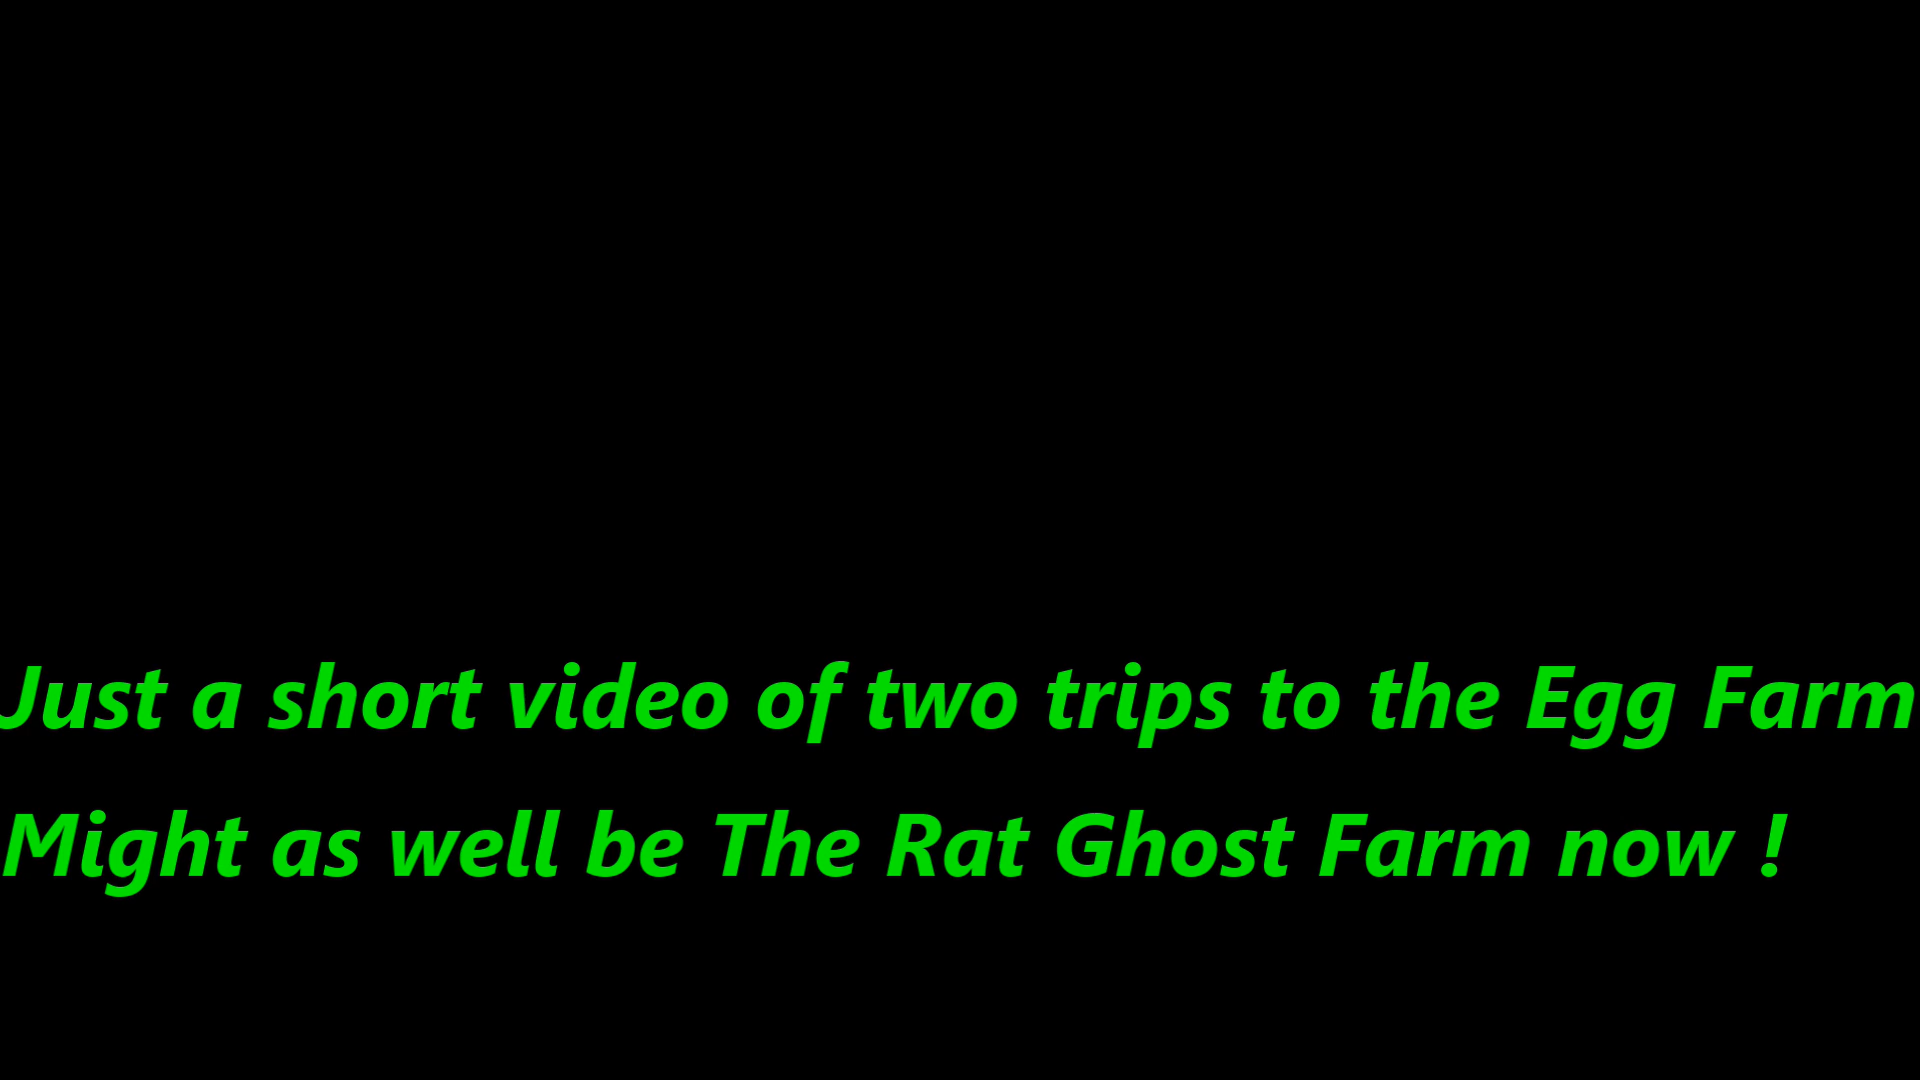 Just a short video of two trips to the Egg Farm
Might as well be The Rat Ghost Farm now !